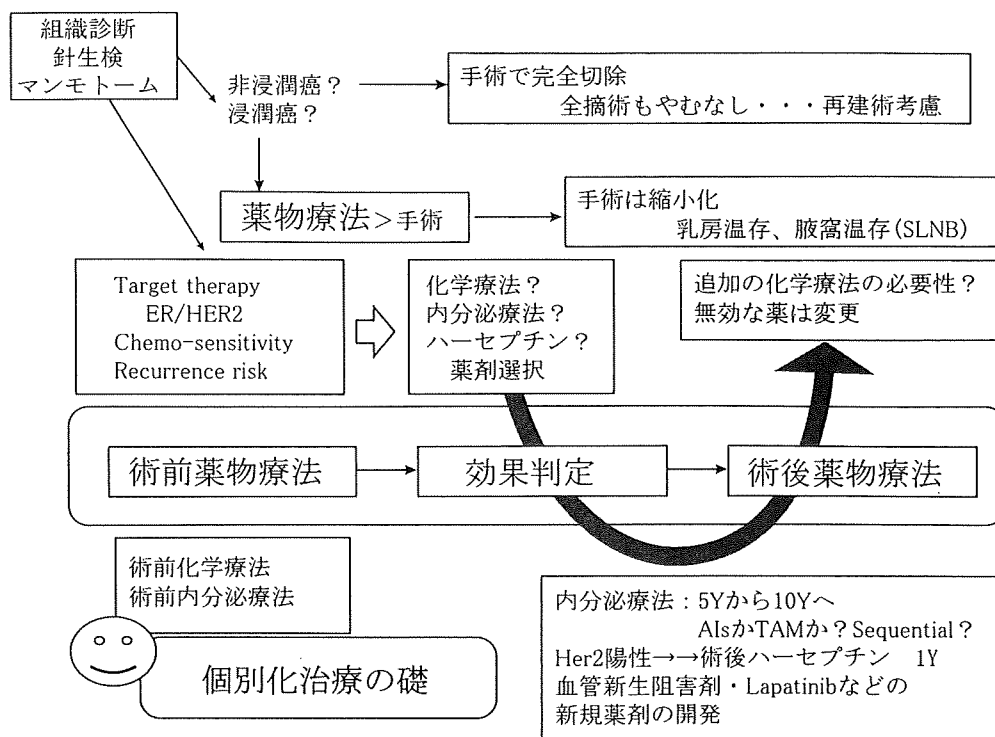 組織診断
針生検
マンモトーム
非浸潤癌？
浸潤癌？
手術で完全切除
全摘術もやむなし・・・再建術考慮
薬物療法＞手術
手術は縮小化
乳房温存、腋窩温存(SLNB)
Target therapy
ER/HER2
Chemo-sensitivity
Recurrence risk
化学療法？
内分泌療法？
ハーセプチン？
薬剤選択
追加の化学療法の必要性？
無効な薬は変更
術前薬物療法
効果判定
術後薬物療法
術前化学療法
術前内分泌療法
個別化治療の礎
内分泌療法：5Yから10Yへ
AIsかTAMか？Sequential？
Her2陽性→→術後ハーセプチン 1Y
血管新生阻害剤・Lapatinibなどの
新規薬剤の開発